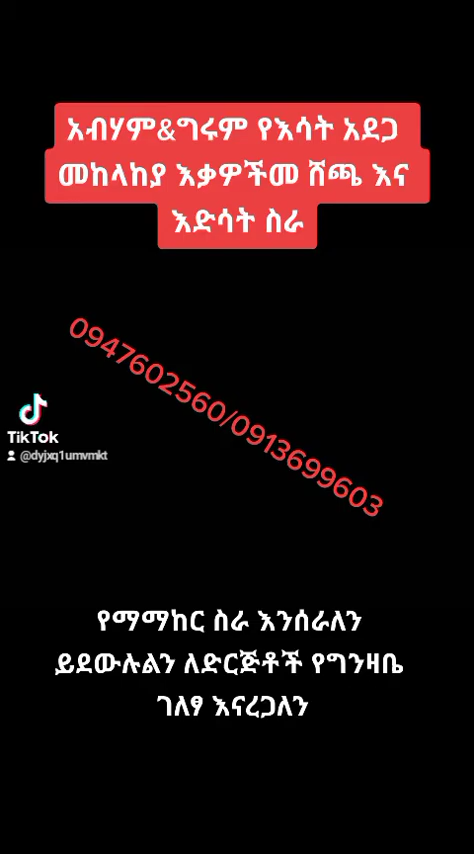 አብሃም&ግሩም የእሳት አደጋ
መከላከያ እቃዎችመ ሽጫ እና
እድሳት ስራ
0947602560/0913699603
TikTok
@dyjxq1umvmkt
የማማከር ስራ እንሰራለን
ይደውሉልን ለድርጅቶች የግንዛቤ
ገለፃ እናረጋለን